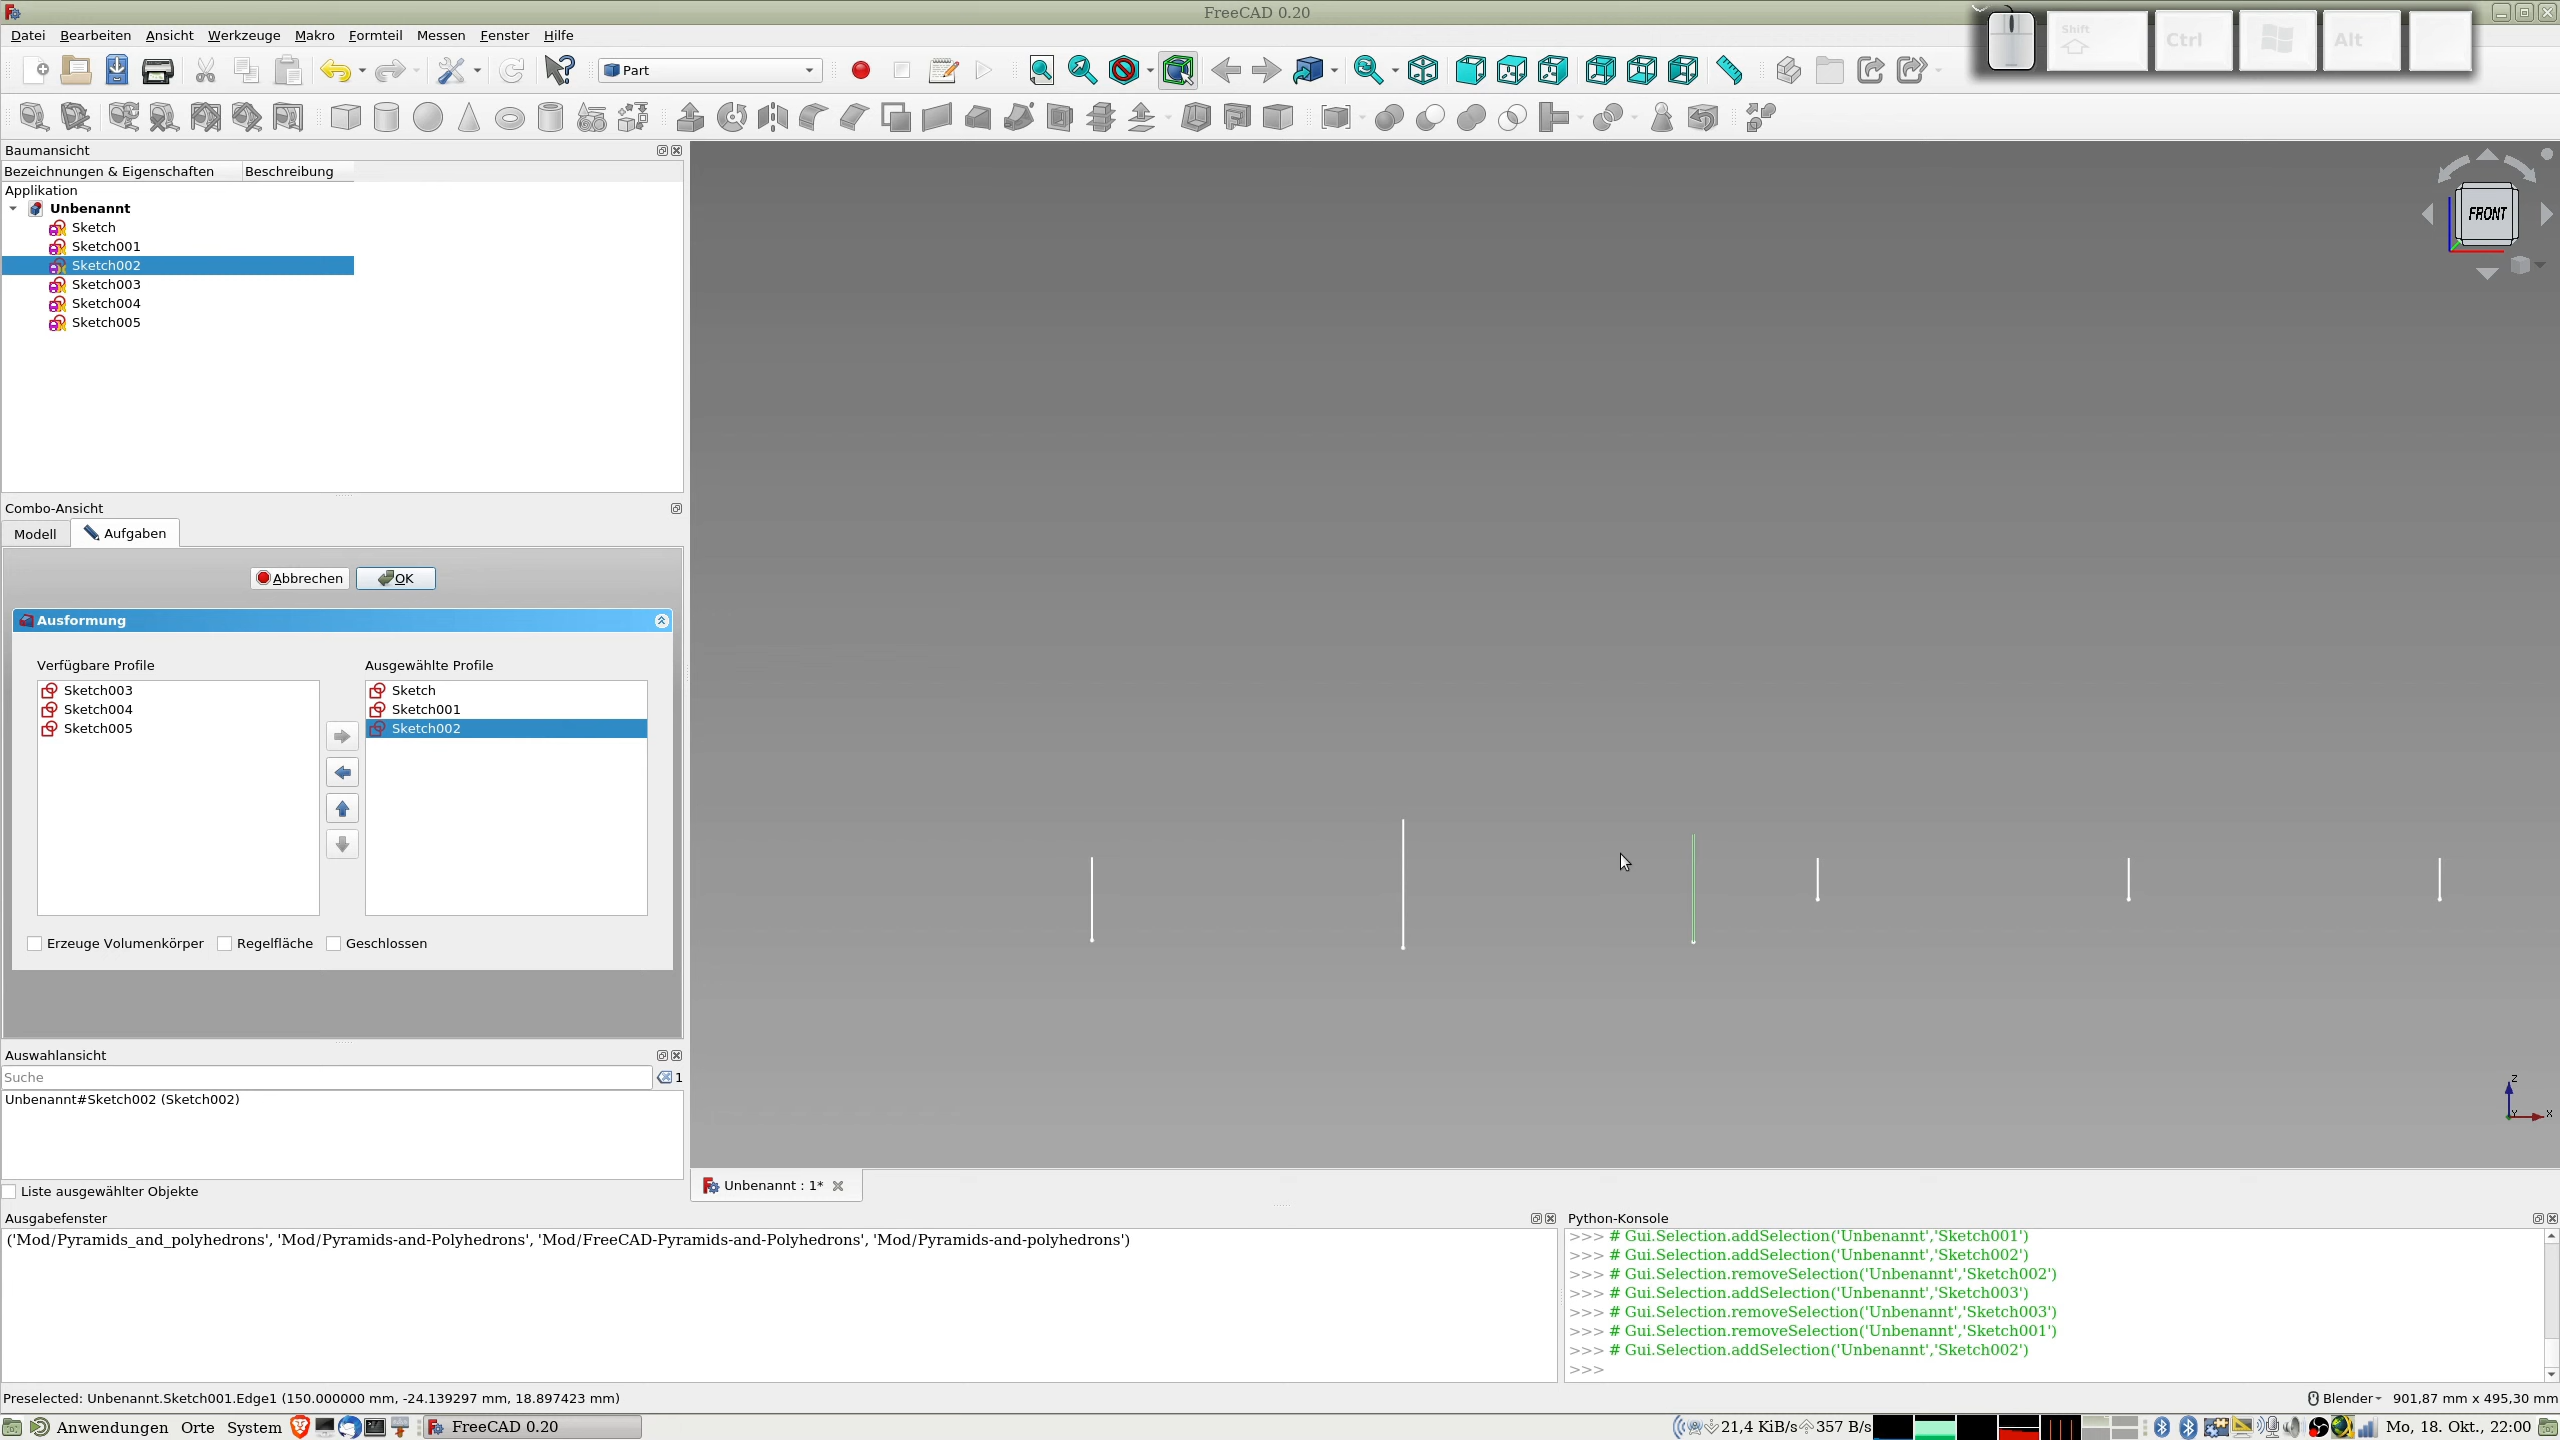 FreeCAD 0.20
Datei Bearbeiten Ansicht Werkzeuge Makro Formteil Messen Fenster Hilfe
Shift Ctrl Alt
Part
Baumansicht
Bezeichnungen & Eigenschaften Beschreibung
Applikation
Unbenannt
Sketch
Sketch001
Sketch002
Sketch003
Sketch004
Sketch005
FRONT
Combo-Ansicht
Modell Aufgaben
Abbrechen OK
Ausformung
Verfügbare Profile Ausgewählte Profile
Sketch003 Sketch
Sketch004 Sketch001
Sketch005 Sketch002
Erzeuge Volumenkörper Regelfläche Geschlossen
Auswahlansicht
Suche 1
Unbenannt#Sketch002 (Sketch002)
Z
Y X
Unbenannt : 1*
Liste ausgewählter Objekte
Ausgabefenster
('Mod/Pyramids_and_polyhedrons', 'Mod/Pyramids-and-Polyhedrons', 'Mod/FreeCAD-Pyramids-and-Polyhedrons', 'Mod/Pyramids-and-polyhedrons')
Python-Konsole
>>> # Gui.Selection.addSelection('Unbenannt','Sketch001')
>>> # Gui.Selection.addSelection('Unbenannt','Sketch002')
>>> # Gui.Selection.removeSelection('Unbenannt','Sketch002')
>>> # Gui.Selection.addSelection('Unbenannt','Sketch003')
>>> # Gui.Selection.removeSelection('Unbenannt','Sketch003')
>>> # Gui.Selection.removeSelection('Unbenannt','Sketch001')
>>> # Gui.Selection.addSelection('Unbenannt','Sketch002')
>>>
Preselected: Unbenannt.Sketch001.Edge1 (150.000000 mm, -24.139297 mm, 18.897423 mm)
Blender 901,87 mm x 495,30 mm
Anwendungen Orte System FreeCAD 0.20 21,4 KiB/s 357 B/s Mo, 18. Okt., 22:00